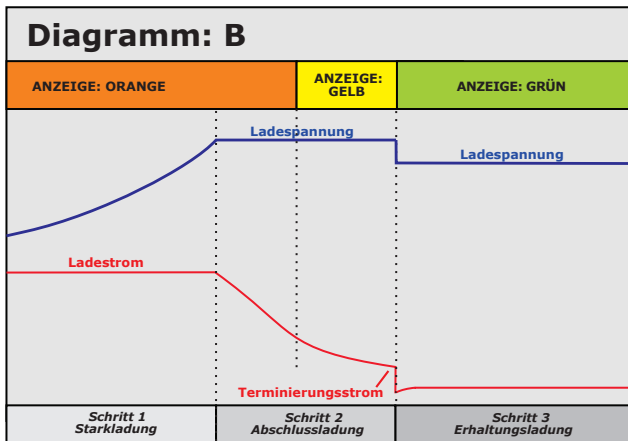 Diagramm: B
ANZEIGE: ORANGE
ANZEIGE:
GELB
ANZEIGE: GRÜN
Ladespannung
Ladespannung
Ladestrom
Terminierungsstrom
Schritt 1
Starkladung
Schritt 2
Abschlussladung
Schritt 3
Erhaltungsladung